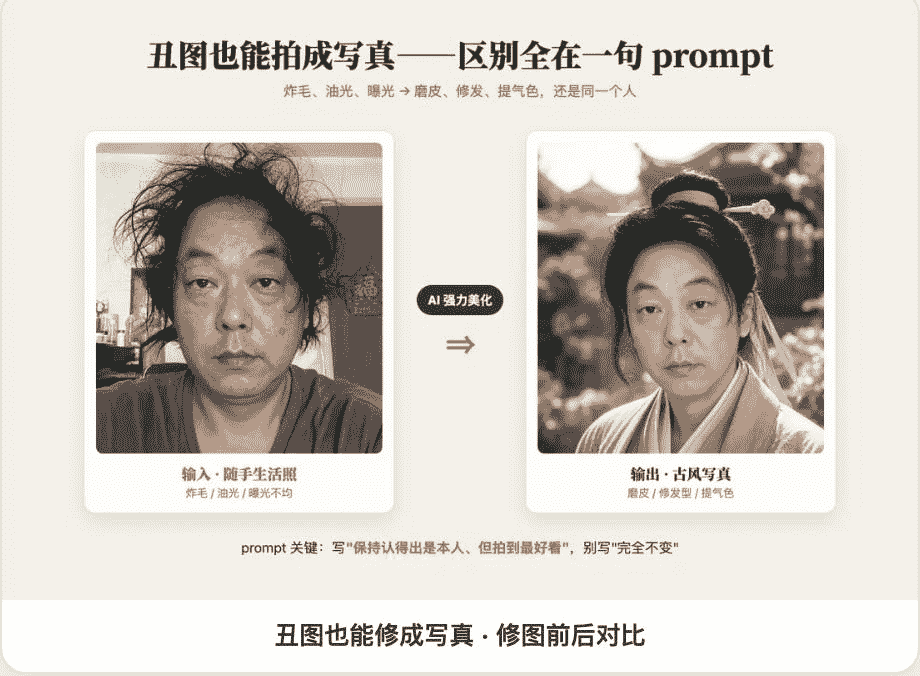 丑图也能拍成写真——区别全在一句 prompt
炸毛、油光、曝光 → 磨皮、修发、提气色，还是同一个人
福
AI 强力美化
⇒
输入 · 随手生活照
炸毛 / 油光 / 曝光不均
输出 · 古风写真
磨皮 / 修发型 / 提气色
prompt 关键：写"保持认得出是本人、但拍到最好看"，别写"完全不变"
丑图也能修成写真 · 修图前后对比